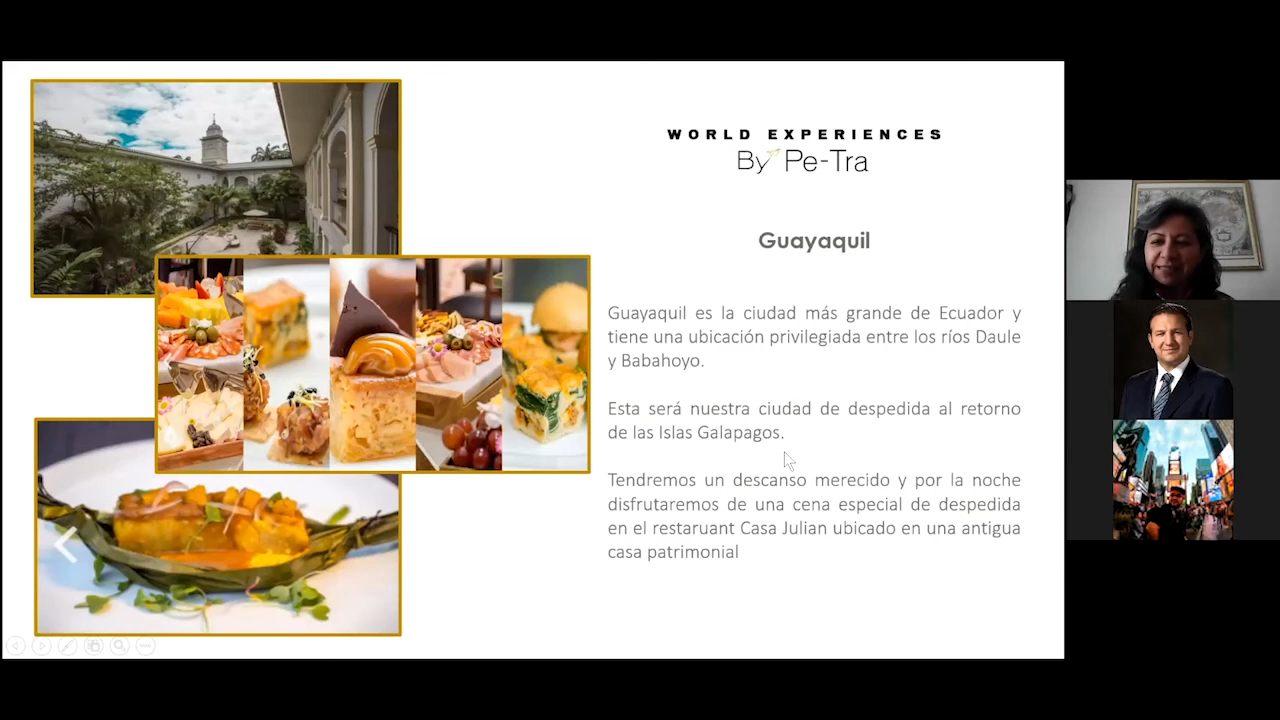 WORLD EXPERIENCES
By Pe-Tra
Guayaquil
Guayaquil es la ciudad más grande de Ecuador y
tiene una ubicación privilegiada entre los ríos Daule
y Babahoyo.
Esta será nuestra ciudad de despedida al retorno
de las Islas Galapagos.
Tendremos un descanso merecido y por la noche
disfrutaremos de una cena especial de despedida
en el restaruant Casa Julian ubicado en una antigua
casa patrimonial